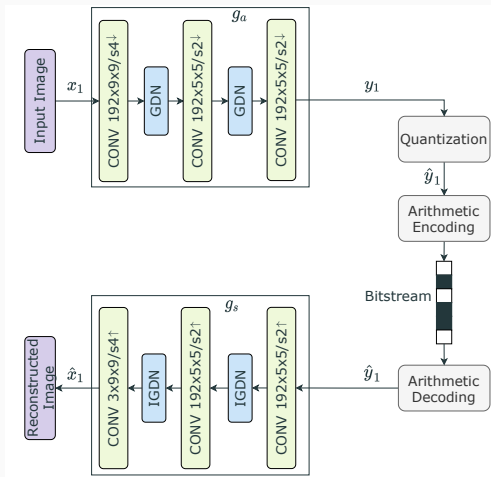 g_a
Input Image
x_1
CONV 192x9x9/s4↓
GDN
CONV 192x5x5/s2↓
GDN
CONV 192x5x5/s2↓
y_1
Quantization
ŷ_1
Arithmetic
Encoding
Bitstream
Arithmetic
Decoding
ŷ_1
g_s
CONV 192x5x5/s2↑
IGDN
CONV 192x5x5/s2↑
IGDN
CONV 3x9x9/s4↑
x̂_1
Reconstructed
Image